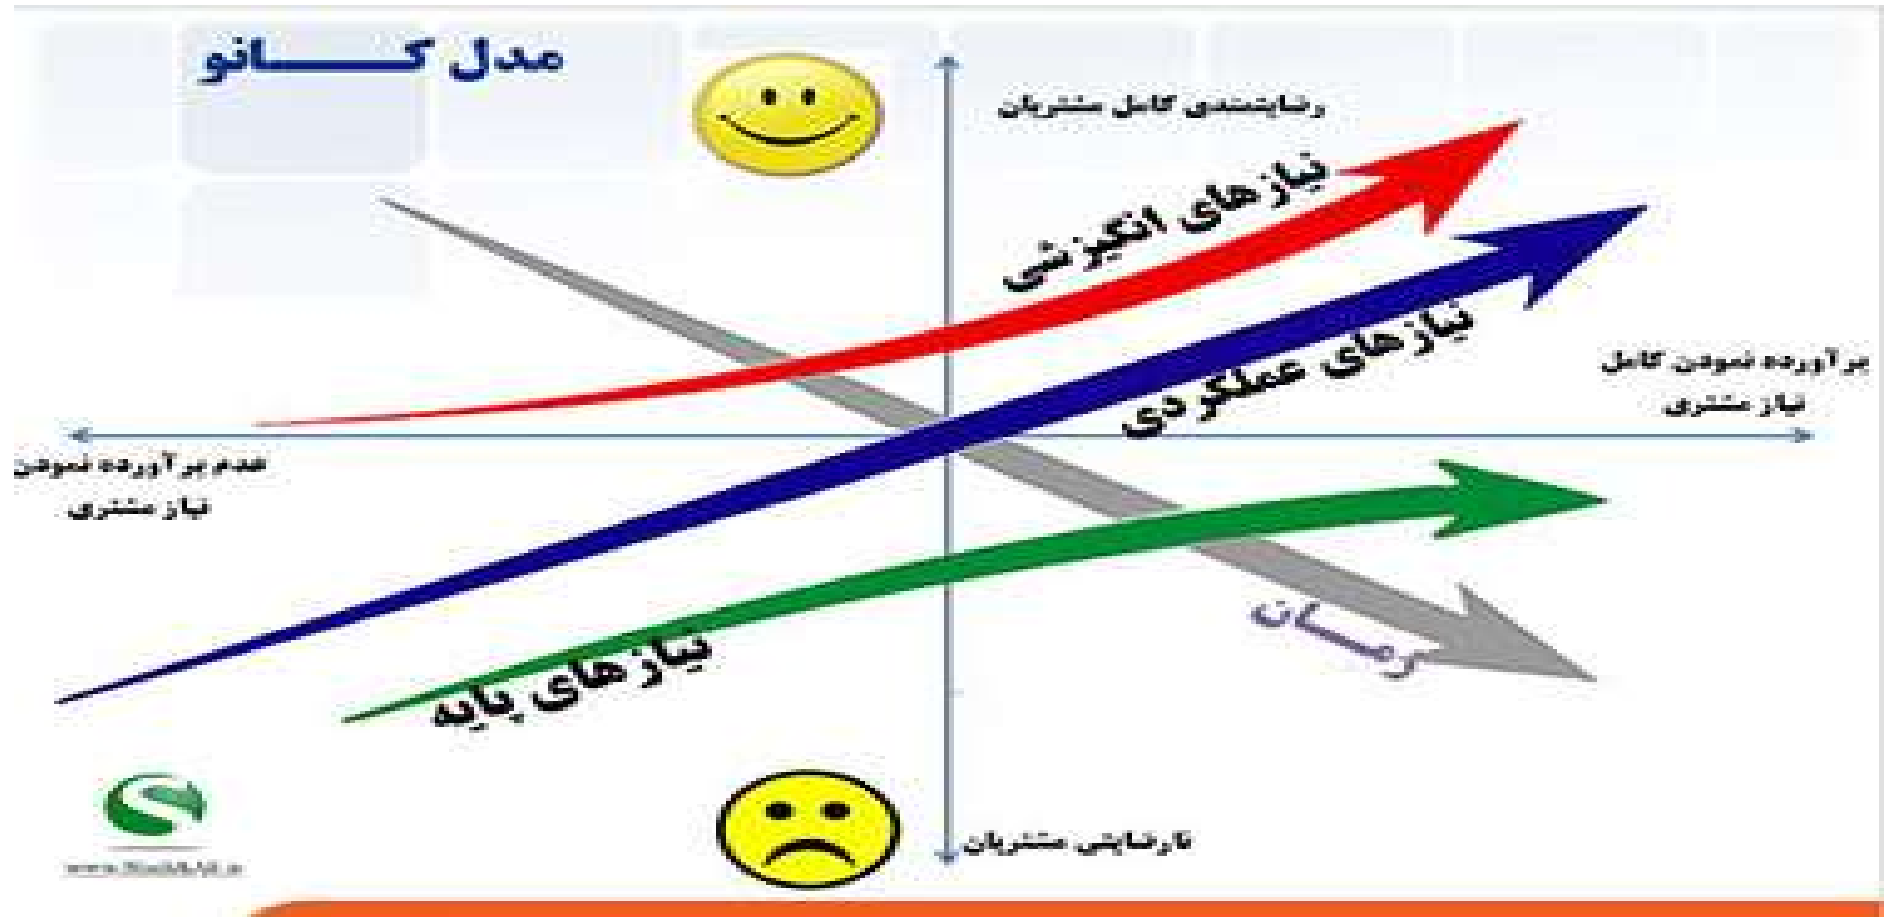 مدل کانو
رضایتمندی کامل مشتریان
نیازهای انگیزشی
نیازهای عملکردی
برآورده نمودن کامل
نیاز مشتری
عدم برآورده نمودن
نیاز مشتری
نیازهای پایه
زمان
نارضایتی مشتریان